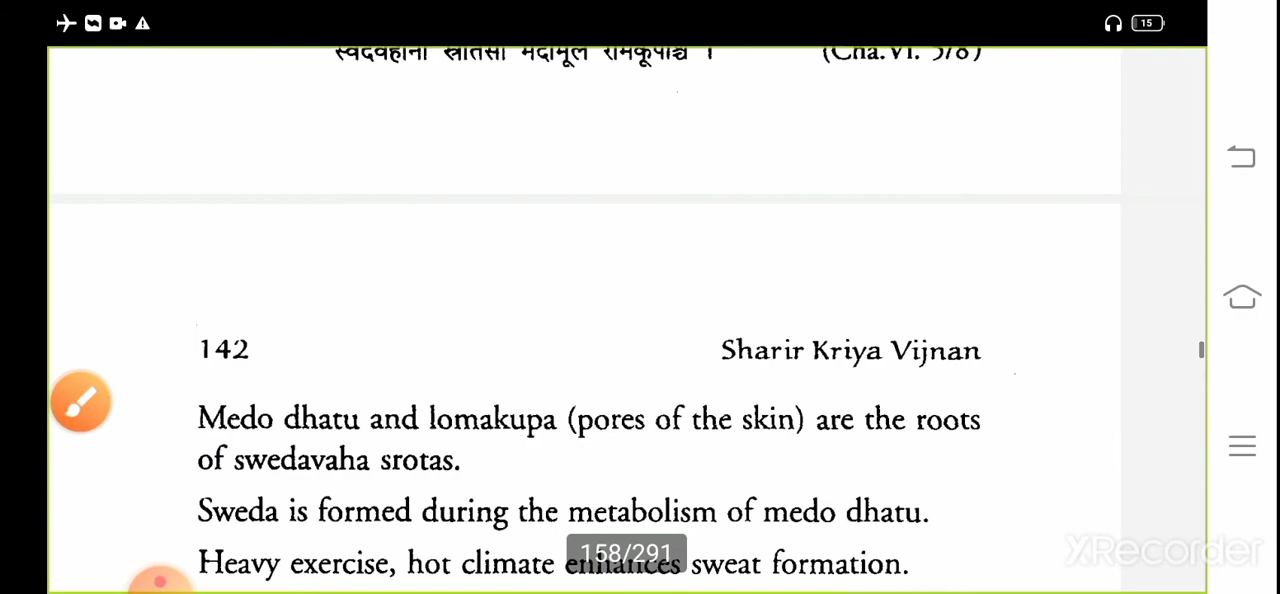 15
142 Sharir Kriya Vijnan
Medo dhatu and lomakupa (pores of the skin) are the roots
of swedavaha srotas.
Sweda is formed during the metabolism of medo dhatu.
Heavy exercise, hot climate enhances sweat formation.
158/291
XRecorder